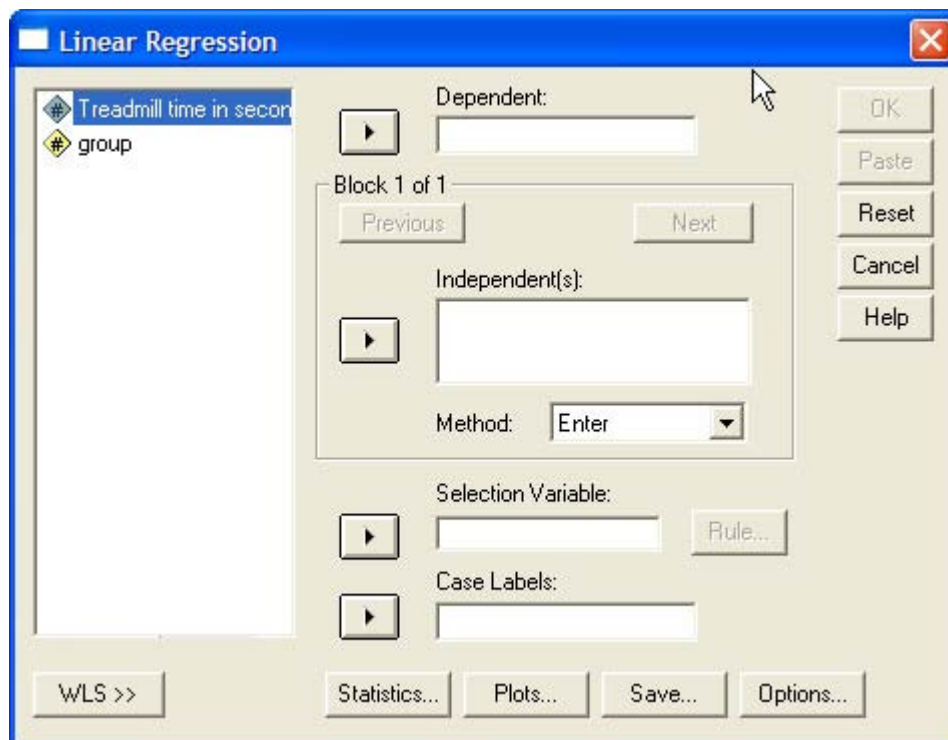 Linear Regression
# Treadmill time in secon
# group
Dependent:
OK
Paste
Reset
Cancel
Help
Block 1 of 1
Previous
Next
Independent(s):
Method:
Enter
Selection Variable:
Rule...
Case Labels:
WLS >>
Statistics...
Plots...
Save...
Options...